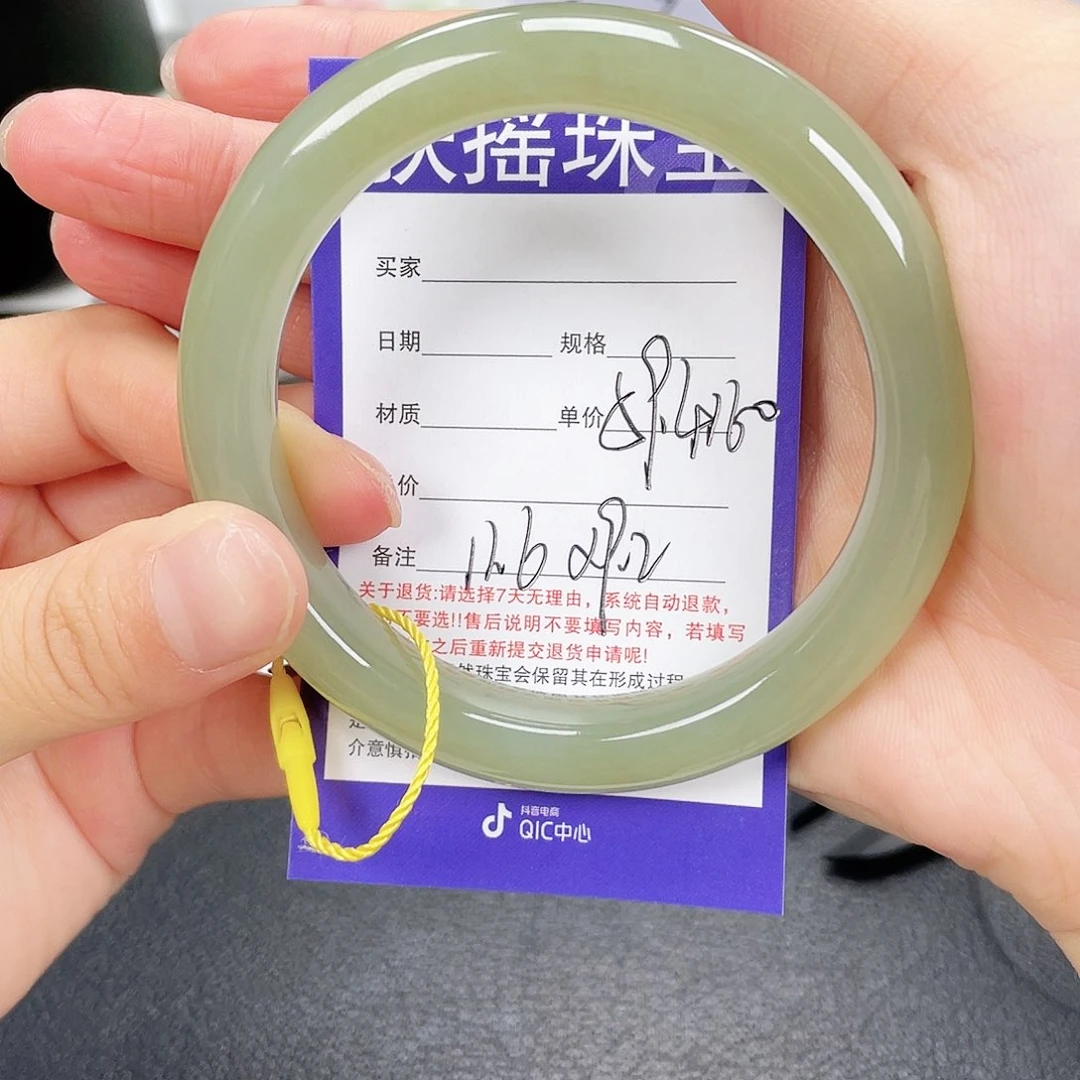 摇珠宝
买家
日期 规格
材质 单价
价
备注
关于退货:请选择7天无理由，系统自动退款，
不要选!!售后说明不要填写内容，若填写
之后重新提交退货申请呢!
然珠宝会保留其在形成过程
介意慎拍
抖音电商
QIC中心